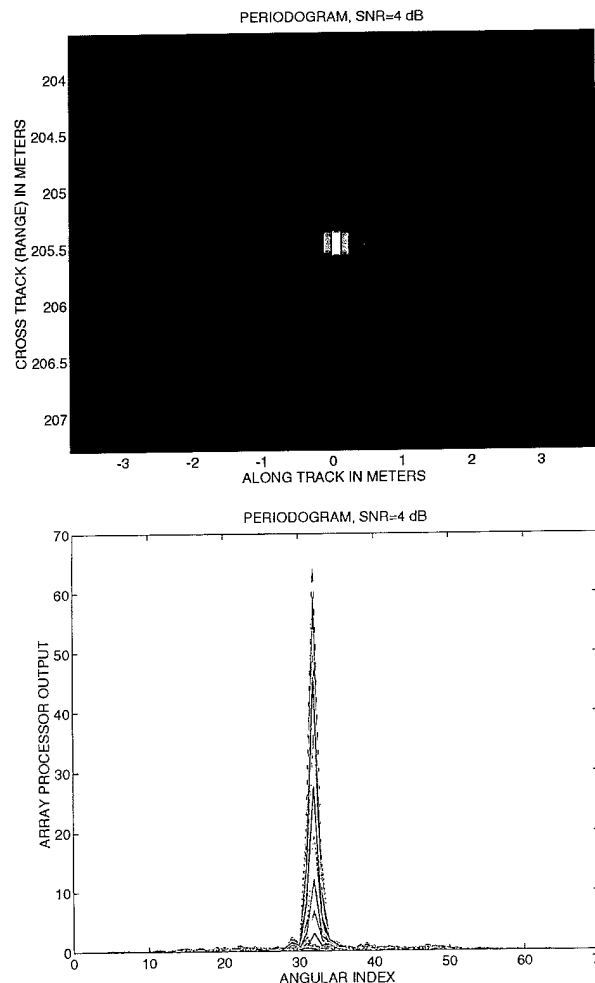 PERIODOGRAM, SNR=4 dB
CROSS TRACK (RANGE) IN METERS
204
204.5
205
205.5
206
206.5
207
-3 -2 -1 0 1 2 3
ALONG TRACK IN METERS
PERIODOGRAM, SNR=4 dB
ARRAY PROCESSOR OUTPUT
70
60
50
40
30
20
10
0
0 10 20 30 40 50 60
ANGULAR INDEX